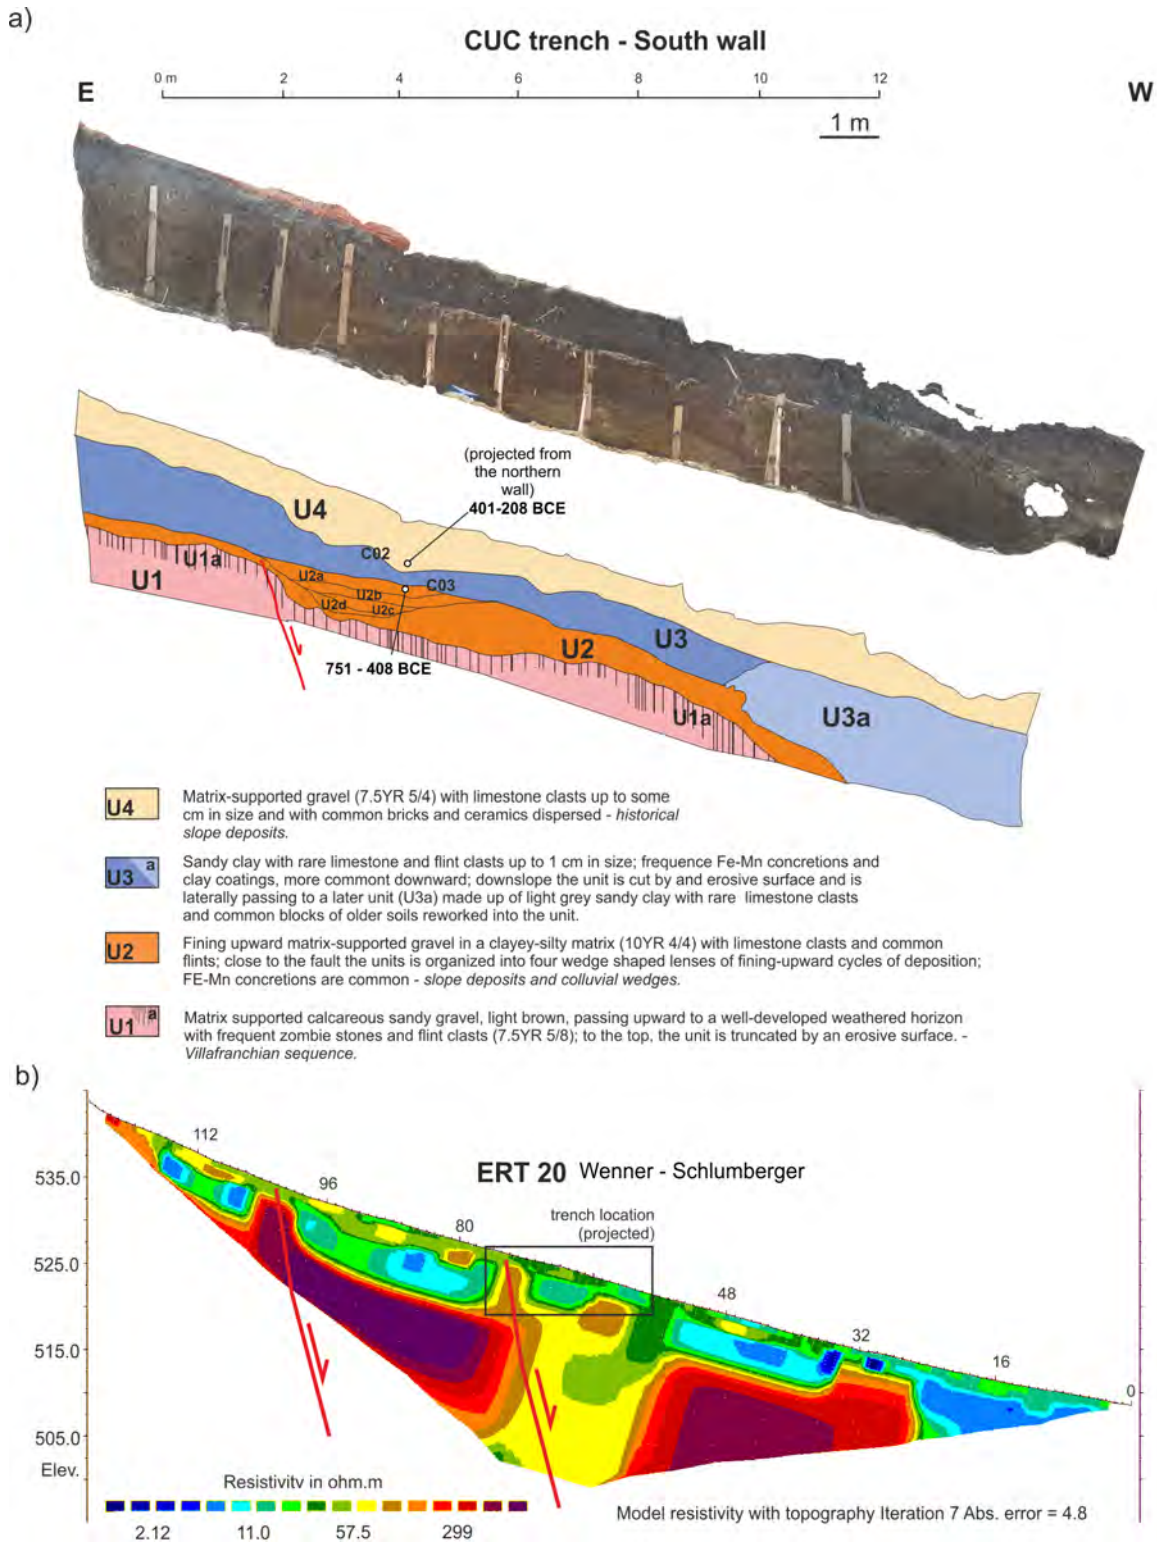 a)
CUC trench - South wall
0 m 2 4 6 8 10 12
E W
1 m
(projected from
the northern
wall)
401-208 BCE
U4
C02
C03
U1a
U1
U2a
U2b
U2d
U2c
U2
U3
751 - 408 BCE
U1a
U3a
U4
Matrix-supported gravel (7.5YR 5/4) with limestone clasts up to some
cm in size and with common bricks and ceramics dispersed - historical
slope deposits.
U3 a
Sandy clay with rare limestone and flint clasts up to 1 cm in size; frequence Fe-Mn concretions and
clay coatings, more commont downward; downslope the unit is cut by and erosive surface and is
laterally passing to a later unit (U3a) made up of light grey sandy clay with rare limestone clasts
and common blocks of older soils reworked into the unit.
U2
Fining upward matrix-supported gravel in a clayey-silty matrix (10YR 4/4) with limestone clasts and common
flints; close to the fault the units is organized into four wedge shaped lenses of fining-upward cycles of deposition;
FE-Mn concretions are common - slope deposits and colluvial wedges.
U1 a
Matrix supported calcareous sandy gravel, light brown, passing upward to a well-developed weathered horizon
with frequent zombie stones and flint clasts (7.5YR 5/8); to the top, the unit is truncated by an erosive surface. -
Villafranchian sequence.
b)
ERT 20 Wenner - Schlumberger
trench location
(projected)
112
96
80
48
32
16
0
535.0
525.0
515.0
505.0
Elev.
Resistivity in ohm.m
2.12 11.0 57.5 299
Model resistivity with topography Iteration 7 Abs. error = 4.8